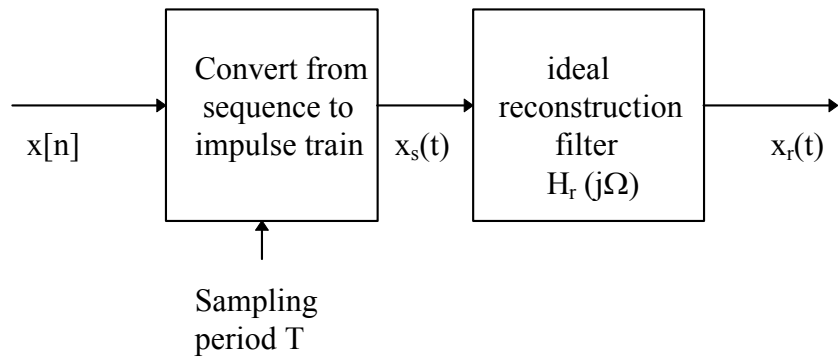 Convert from
sequence to
impulse train
ideal
reconstruction
filter
H_r (jΩ)
x[n]
x_s(t)
x_r(t)
Sampling
period T